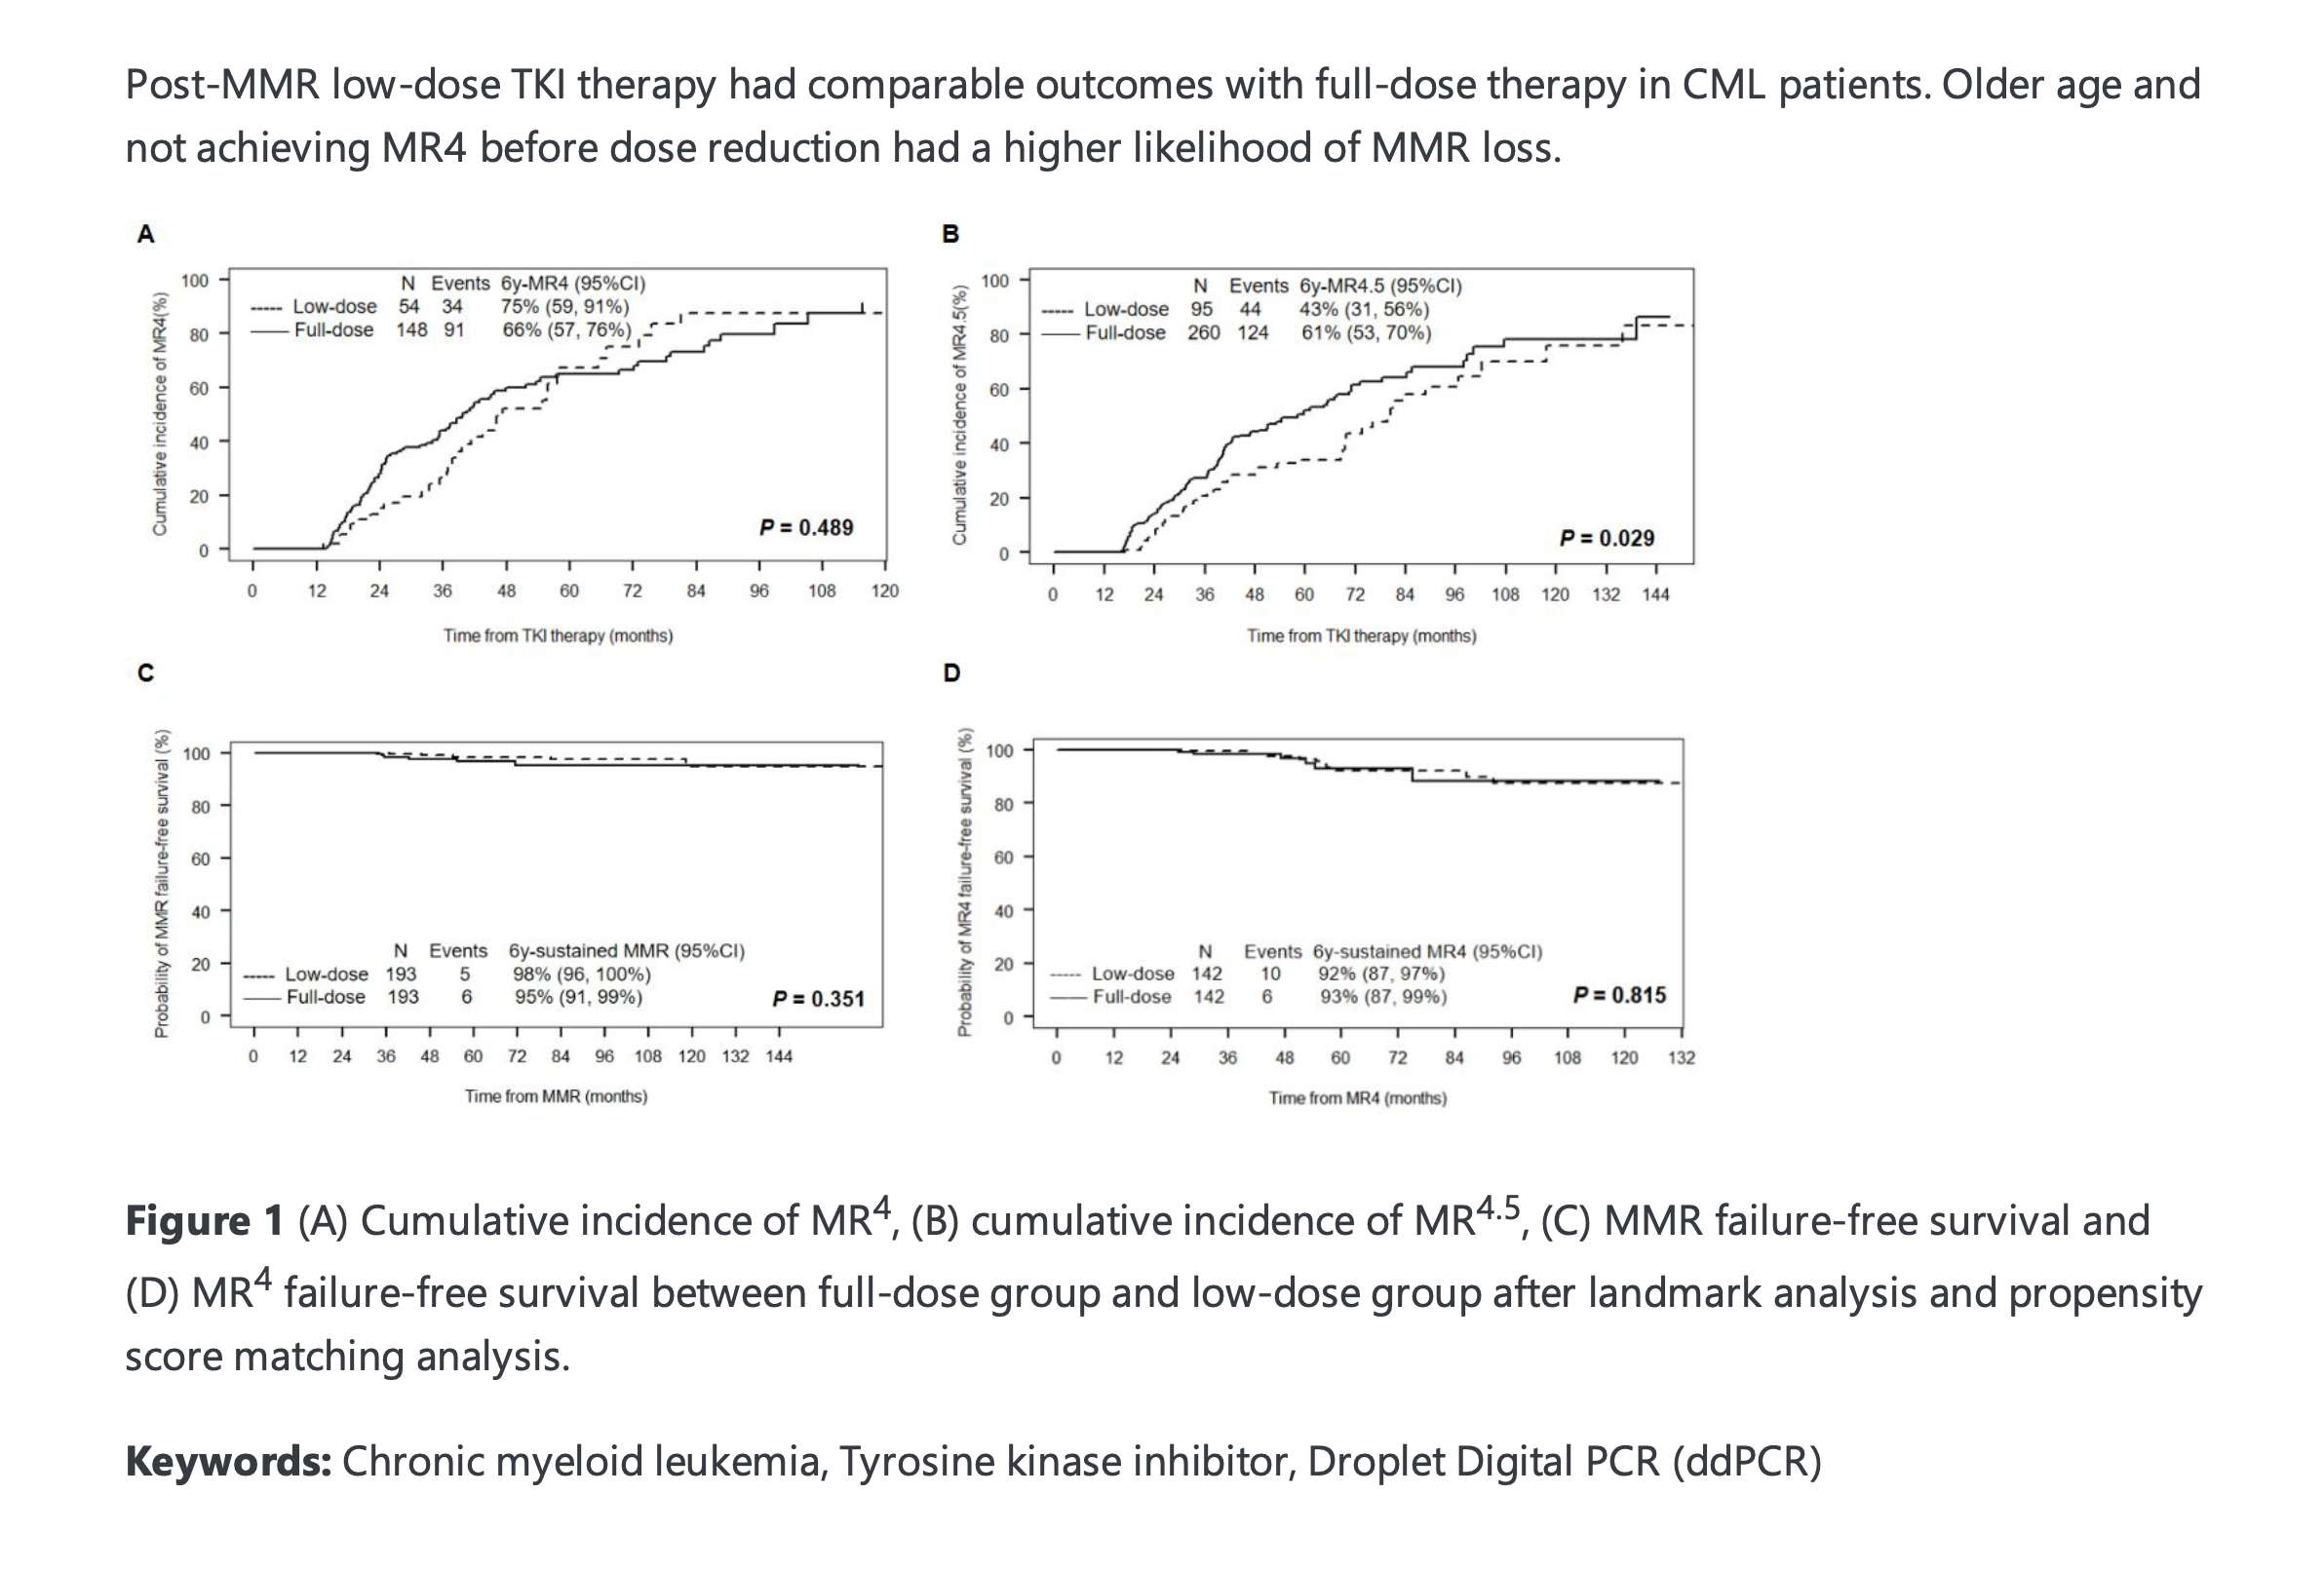 Post-MMR low-dose TKI therapy had comparable outcomes with full-dose therapy in CML patients. Older age and
not achieving MR4 before dose reduction had a higher likelihood of MMR loss.
A
Cumulative incidence of MR4(%)
100
80
60
40
20
0
N Events 6y-MR4 (95%CI)
Low-dose 54 34 75% (59, 91%)
Full-dose 148 91 66% (57, 76%)
P = 0.489
0 12 24 36 48 60 72 84 96 108 120
Time from TKI therapy (months)
B
Cumulative incidence of MR4.5(%)
100
80
60
40
20
0
N Events 6y-MR4.5 (95%CI)
Low-dose 95 44 43% (31, 56%)
Full-dose 260 124 61% (53, 70%)
P = 0.029
0 12 24 36 48 60 72 84 96 108 120 132 144
Time from TKI therapy (months)
C
Probability of MMR failure-free survival (%)
100
80
60
40
20
0
N Events 6y-sustained MMR (95%CI)
Low-dose 193 5 98% (96, 100%)
Full-dose 193 6 95% (91, 99%)
P = 0.351
0 12 24 36 48 60 72 84 96 108 120 132 144
Time from MMR (months)
D
Probability of MR4 failure-free survival (%)
100
80
60
40
20
0
N Events 6y-sustained MR4 (95%CI)
Low-dose 142 10 92% (87, 97%)
Full-dose 142 6 93% (87, 99%)
P = 0.815
0 12 24 36 48 60 72 84 96 108 120 132
Time from MR4 (months)
Figure 1 (A) Cumulative incidence of MR⁴, (B) cumulative incidence of MR⁴·⁵, (C) MMR failure-free survival and
(D) MR⁴ failure-free survival between full-dose group and low-dose group after landmark analysis and propensity
score matching analysis.
Keywords: Chronic myeloid leukemia, Tyrosine kinase inhibitor, Droplet Digital PCR (ddPCR)